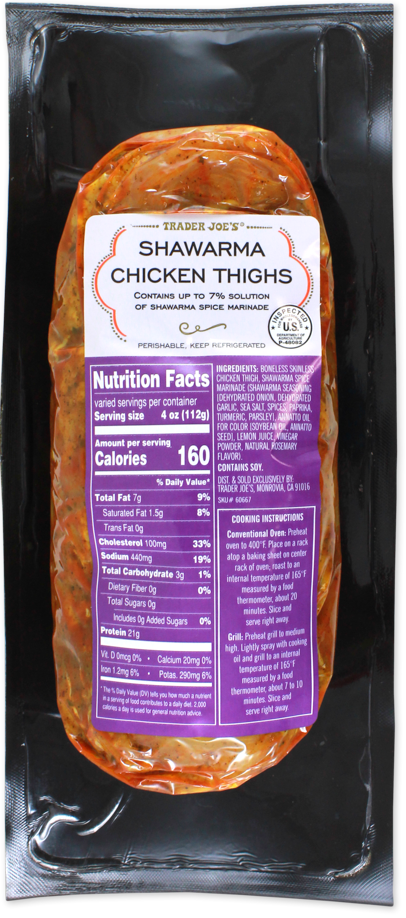 TRADER JOE'S®
SHAWARMA
CHICKEN THIGHS
CONTAINS UP TO 7% SOLUTION
OF SHAWARMA SPICE MARINADE
INSPECTED
U.S.
DEPARTMENT OF
AGRICULTURE
P-46082
PERISHABLE, KEEP REFRIGERATED
Nutrition Facts
varied servings per container
Serving size 4 oz (112g)
Amount per serving
Calories 160
% Daily Value*
Total Fat 7g 9%
Saturated Fat 1.5g 8%
Trans Fat 0g
Cholesterol 100mg 33%
Sodium 440mg 19%
Total Carbohydrate 3g 1%
Dietary Fiber 0g 0%
Total Sugars 0g
Includes 0g Added Sugars 0%
Protein 21g
Vit. D 0mcg 0% • Calcium 20mg 0%
Iron 1.2mg 6% • Potas. 290mg 6%
*The % Daily Value (DV) tells you how much a nutrient
in a serving of food contributes to a daily diet. 2,000
calories a day is used for general nutrition advice.
INGREDIENTS: BONELESS SKINLESS
CHICKEN THIGH, SHAWARMA SPICE
MARINADE (SHAWARMA SEASONING
(DEHYDRATED ONION, DEHYDRATED
GARLIC, SEA SALT, SPICES, PAPRIKA,
TURMERIC, PARSLEY), ANNATTO OIL
FOR COLOR (SOYBEAN OIL, ANNATTO
SEED), LEMON JUICE, VINEGAR
POWDER, NATURAL ROSEMARY
FLAVOR).
CONTAINS SOY.
DIST. & SOLD EXCLUSIVELY BY:
TRADER JOE'S, MONROVIA, CA 91016
SKU# 60667
COOKING INSTRUCTIONS
Conventional Oven: Preheat
oven to 400°F. Place on a rack
atop a baking sheet on center
rack of oven; roast to an
internal temperature of 165°F
measured by a food
thermometer, about 20
minutes. Slice and
serve right away.
Grill: Preheat grill to medium
high. Lightly spray with cooking
oil and grill to an internal
temperature of 165°F
measured by a food
thermometer, about 7 to 10
minutes. Slice and
serve right away.